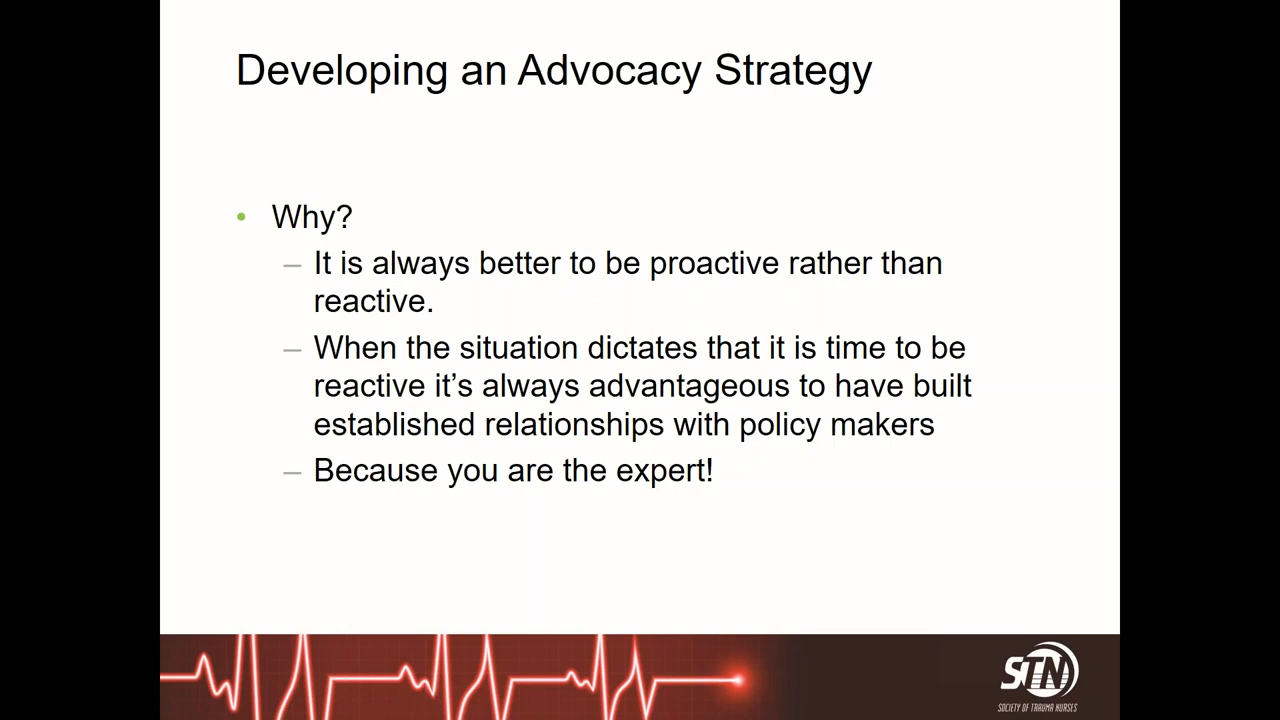 Developing an Advocacy Strategy
• Why?
– It is always better to be proactive rather than
reactive.
– When the situation dictates that it is time to be
reactive it’s always advantageous to have built
established relationships with policy makers
– Because you are the expert!
STN
SOCIETY OF TRAUMA NURSES